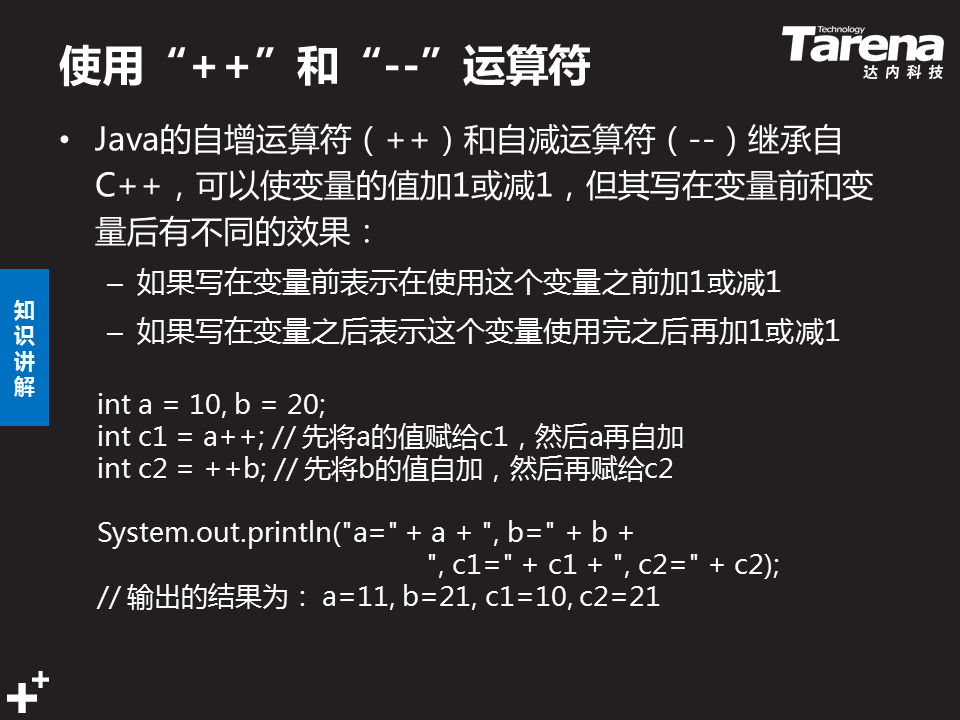 使用“++”和“--”运算符
Technology
Tarena
达内科技
• Java的自增运算符（++）和自减运算符（--）继承自
C++，可以使变量的值加1或减1，但其写在变量前和变
量后有不同的效果：
– 如果写在变量前表示在使用这个变量之前加1或减1
– 如果写在变量之后表示这个变量使用完之后再加1或减1
知
识
讲
解
int a = 10, b = 20;
int c1 = a++; // 先将a的值赋给c1，然后a再自加
int c2 = ++b; // 先将b的值自加，然后再赋给c2
System.out.println("a=" + a + ", b=" + b +
", c1=" + c1 + ", c2=" + c2);
// 输出的结果为： a=11, b=21, c1=10, c2=21
++